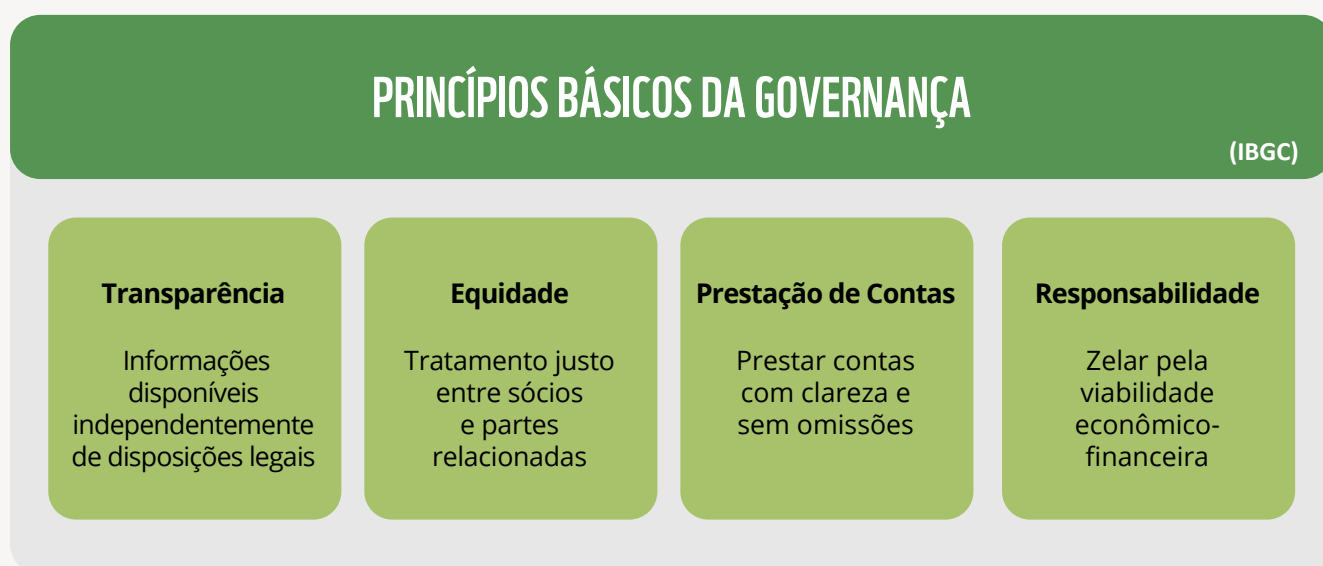 PRINCÍPIOS BÁSICOS DA GOVERNANÇA
(IBGC)
Transparência
Informações
disponíveis
independentemente
de disposições legais
Equidade
Tratamento justo
entre sócios
e partes
relacionadas
Prestação de Contas
Prestar contas
com clareza e
sem omissões
Responsabilidade
Zelar pela
viabilidade
econômico-
financeira